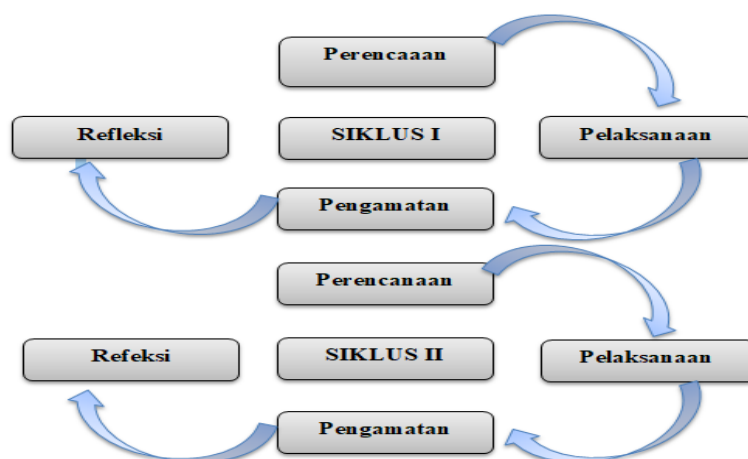 Perencaaan
Refleksi
SIKLUS I
Pelaksanaan
Pengamatan
Perencanaan
Refeksi
SIKLUS II
Pelaksanaan
Pengamatan